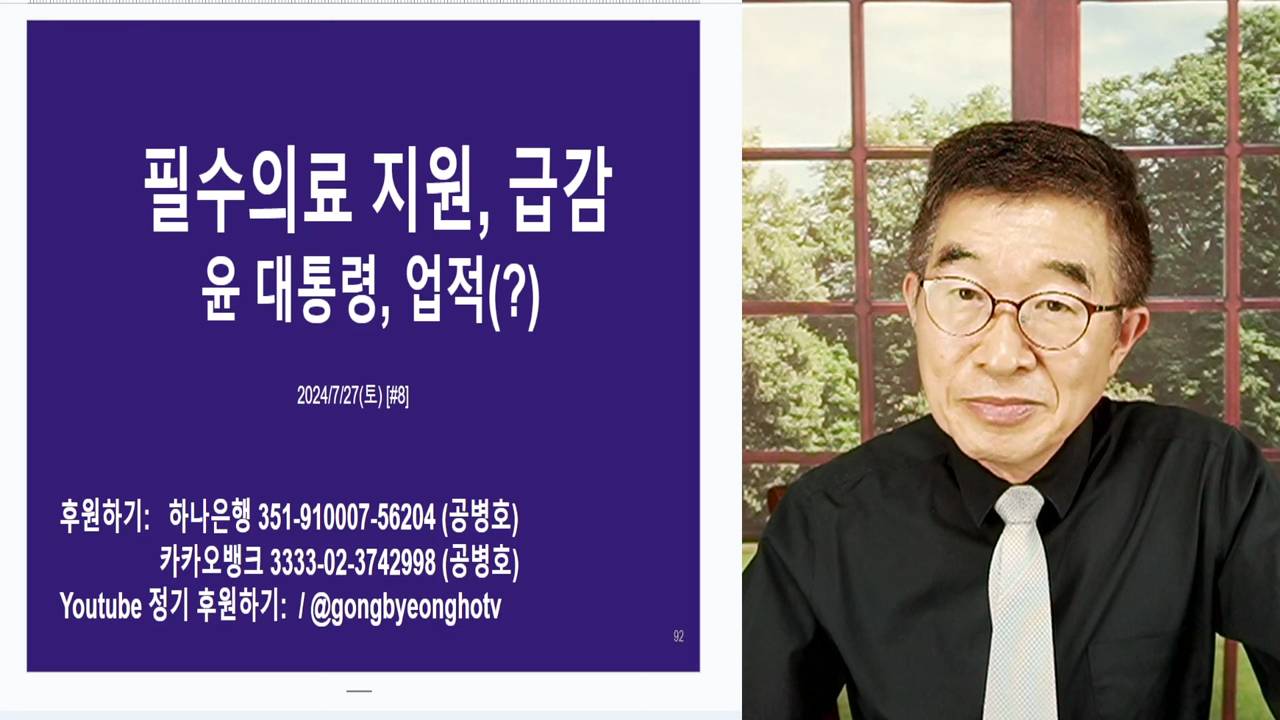 필수의료 지원, 급감
윤 대통령, 업적(?)
2024/7/27(토) [#8]
후원하기: 하나은행 351-910007-56204 (공병호)
카카오뱅크 3333-02-3742998 (공병호)
Youtube 정기 후원하기: / @gongbyeonghotv
92